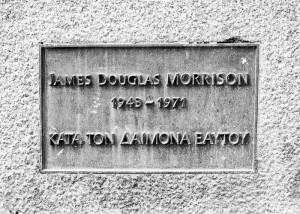 JAMES DOUGLAS MORRISON
1943 - 1971
ΚΑΤΑ ΤΟΝ ΔΑΙΜΟΝΑ ΕΑΥΤΟΥ